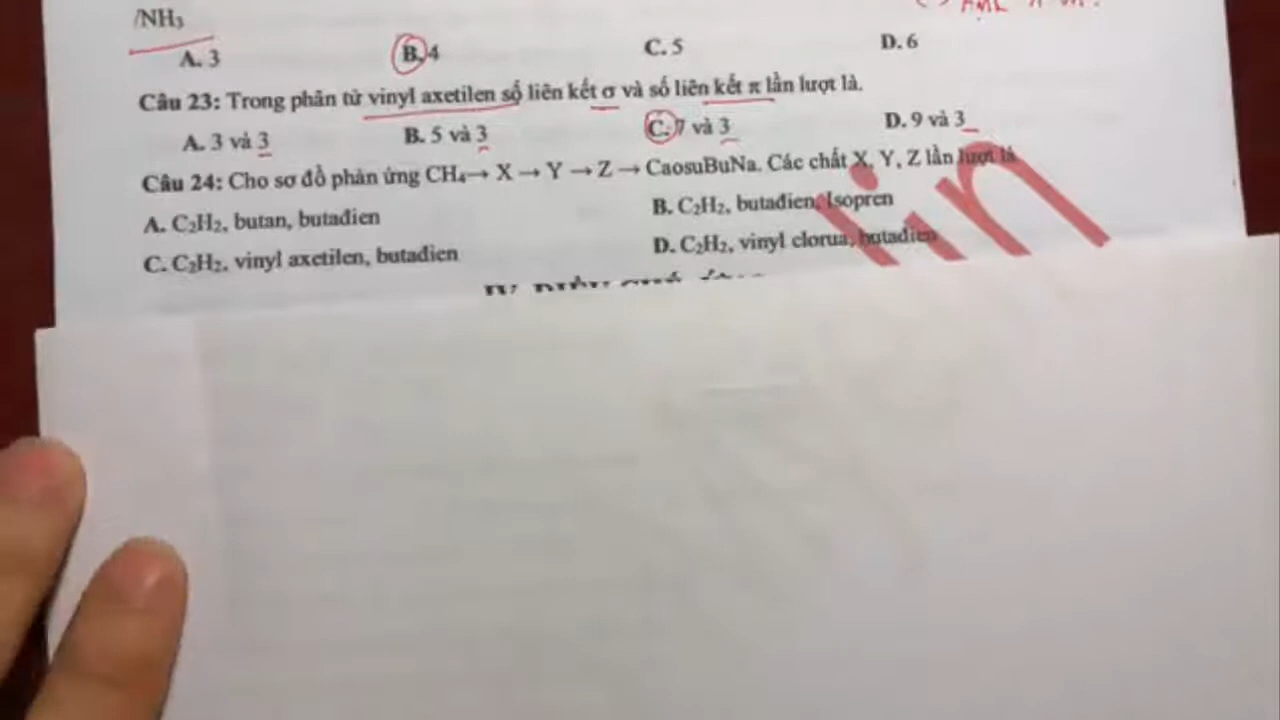 /NH₃
A. 3 B. 4 C. 5 D. 6
Câu 23: Trong phân tử vinyl axetilen số liên kết σ và số liên kết π lần lượt là.
A. 3 và 3 B. 5 và 3 C. 7 và 3 D. 9 và 3
Câu 24: Cho sơ đồ phản ứng CH₄→ X → Y → Z → CaosuBuNa. Các chất X, Y, Z lần lượt là
A. C₂H₂, butan, butađien B. C₂H₂, butađien, Isopren
C. C₂H₂, vinyl axetilen, butađien D. C₂H₂, vinyl clorua, butađien
in